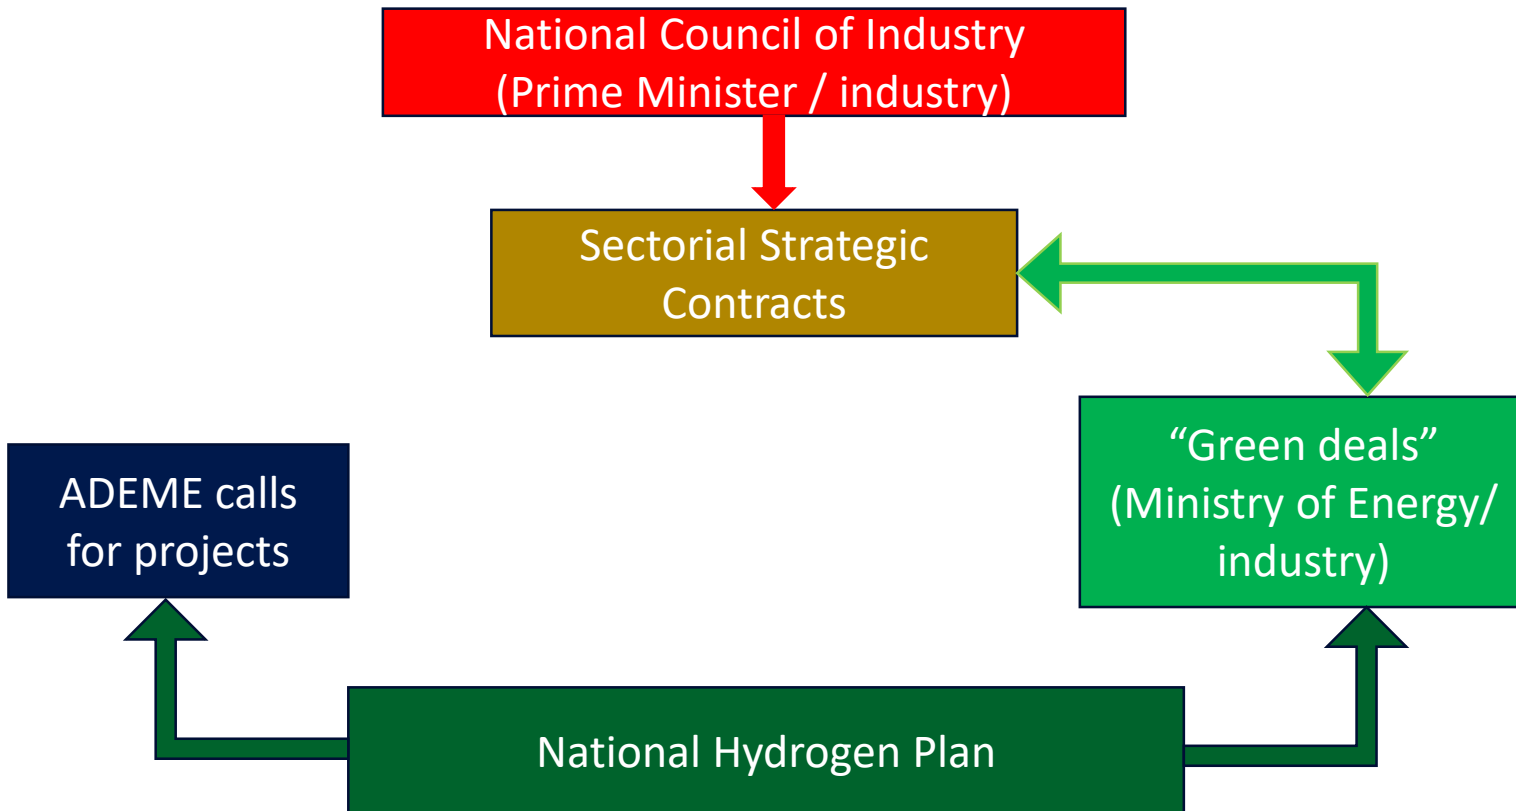 National Council of Industry
(Prime Minister / industry)
Sectorial Strategic
Contracts
ADEME calls
for projects
“Green deals”
(Ministry of Energy/
industry)
National Hydrogen Plan